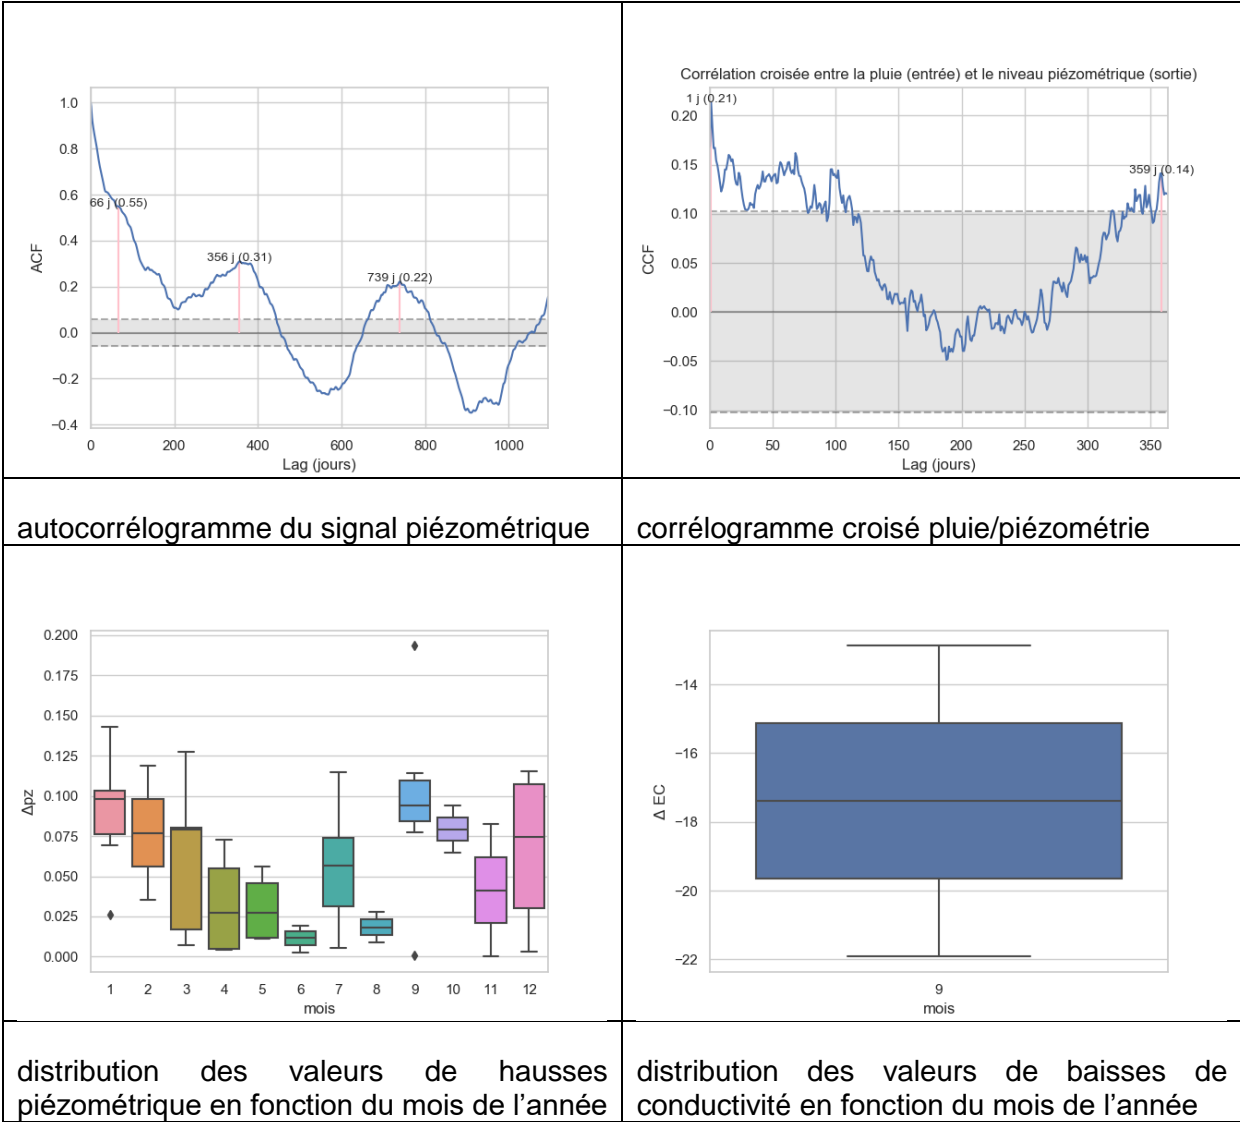 1.0
0.8
0.6
0.4
0.2
0.0
−0.2
−0.4
ACF
66 j (0.55)
356 j (0.31)
739 j (0.22)
0
200
400
600
800
1000
Lag (jours)
Corrélation croisée entre la pluie (entrée) et le niveau piézométrique (sortie)
1 j (0.21)
359 j (0.14)
0.20
0.15
0.10
0.05
0.00
−0.05
−0.10
CCF
0
50
100
150
200
250
300
350
Lag (jours)
autocorrélogramme du signal piézométrique
corrélogramme croisé pluie/piézométrie
0.200
0.175
0.150
0.125
0.100
0.075
0.050
0.025
0.000
Δpz
1
2
3
4
5
6
7
8
9
10
11
12
mois
−14
−16
−18
−20
−22
Δ EC
9
mois
distribution des valeurs de hausses
piézométrique en fonction du mois de l’année
distribution des valeurs de baisses de
conductivité en fonction du mois de l’année